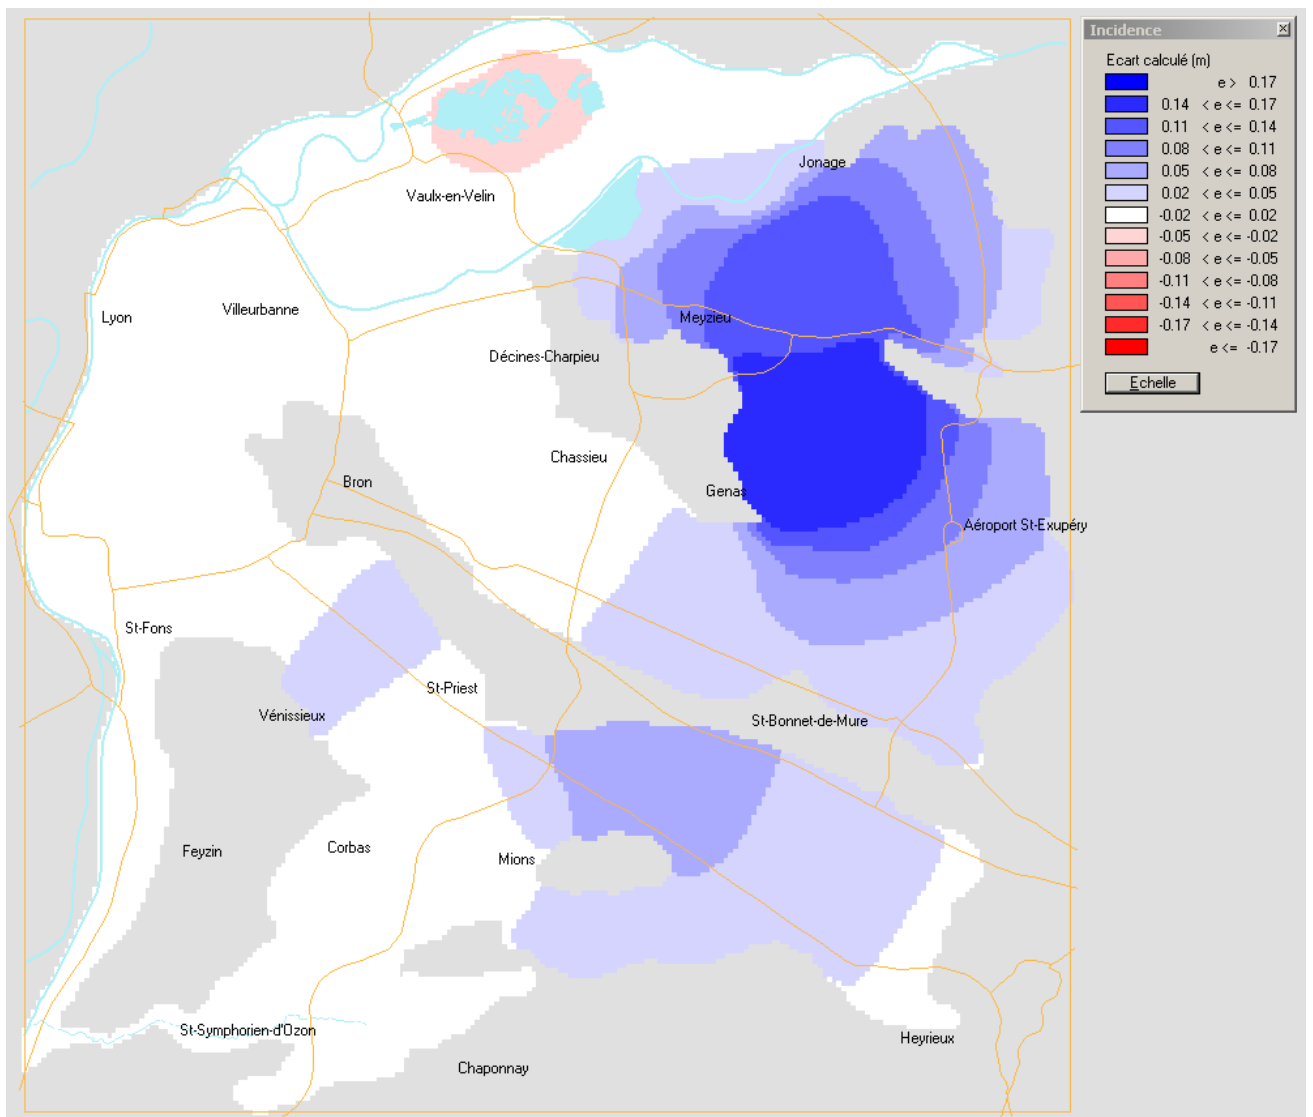 Incidence
Ecart calculé (m)
e > 0.17
0.14 < e <= 0.17
0.11 < e <= 0.14
0.08 < e <= 0.11
0.05 < e <= 0.08
0.02 < e <= 0.05
-0.02 < e <= 0.02
-0.05 < e <= -0.02
-0.08 < e <= -0.05
-0.11 < e <= -0.08
-0.14 < e <= -0.11
-0.17 < e <= -0.14
e <= -0.17
Echelle
Jonage
Vaulx-en-Velin
Villeurbanne
Lyon
Meyzieu
Décines-Charpieu
Chassieu
Bron
Genas
Aéroport St-Exupéry
St-Fons
St-Priest
Vénissieux
St-Bonnet-de-Mure
Feyzin
Corbas
Mions
St-Symphorien-d'Ozon
Heyrieux
Chaponnay